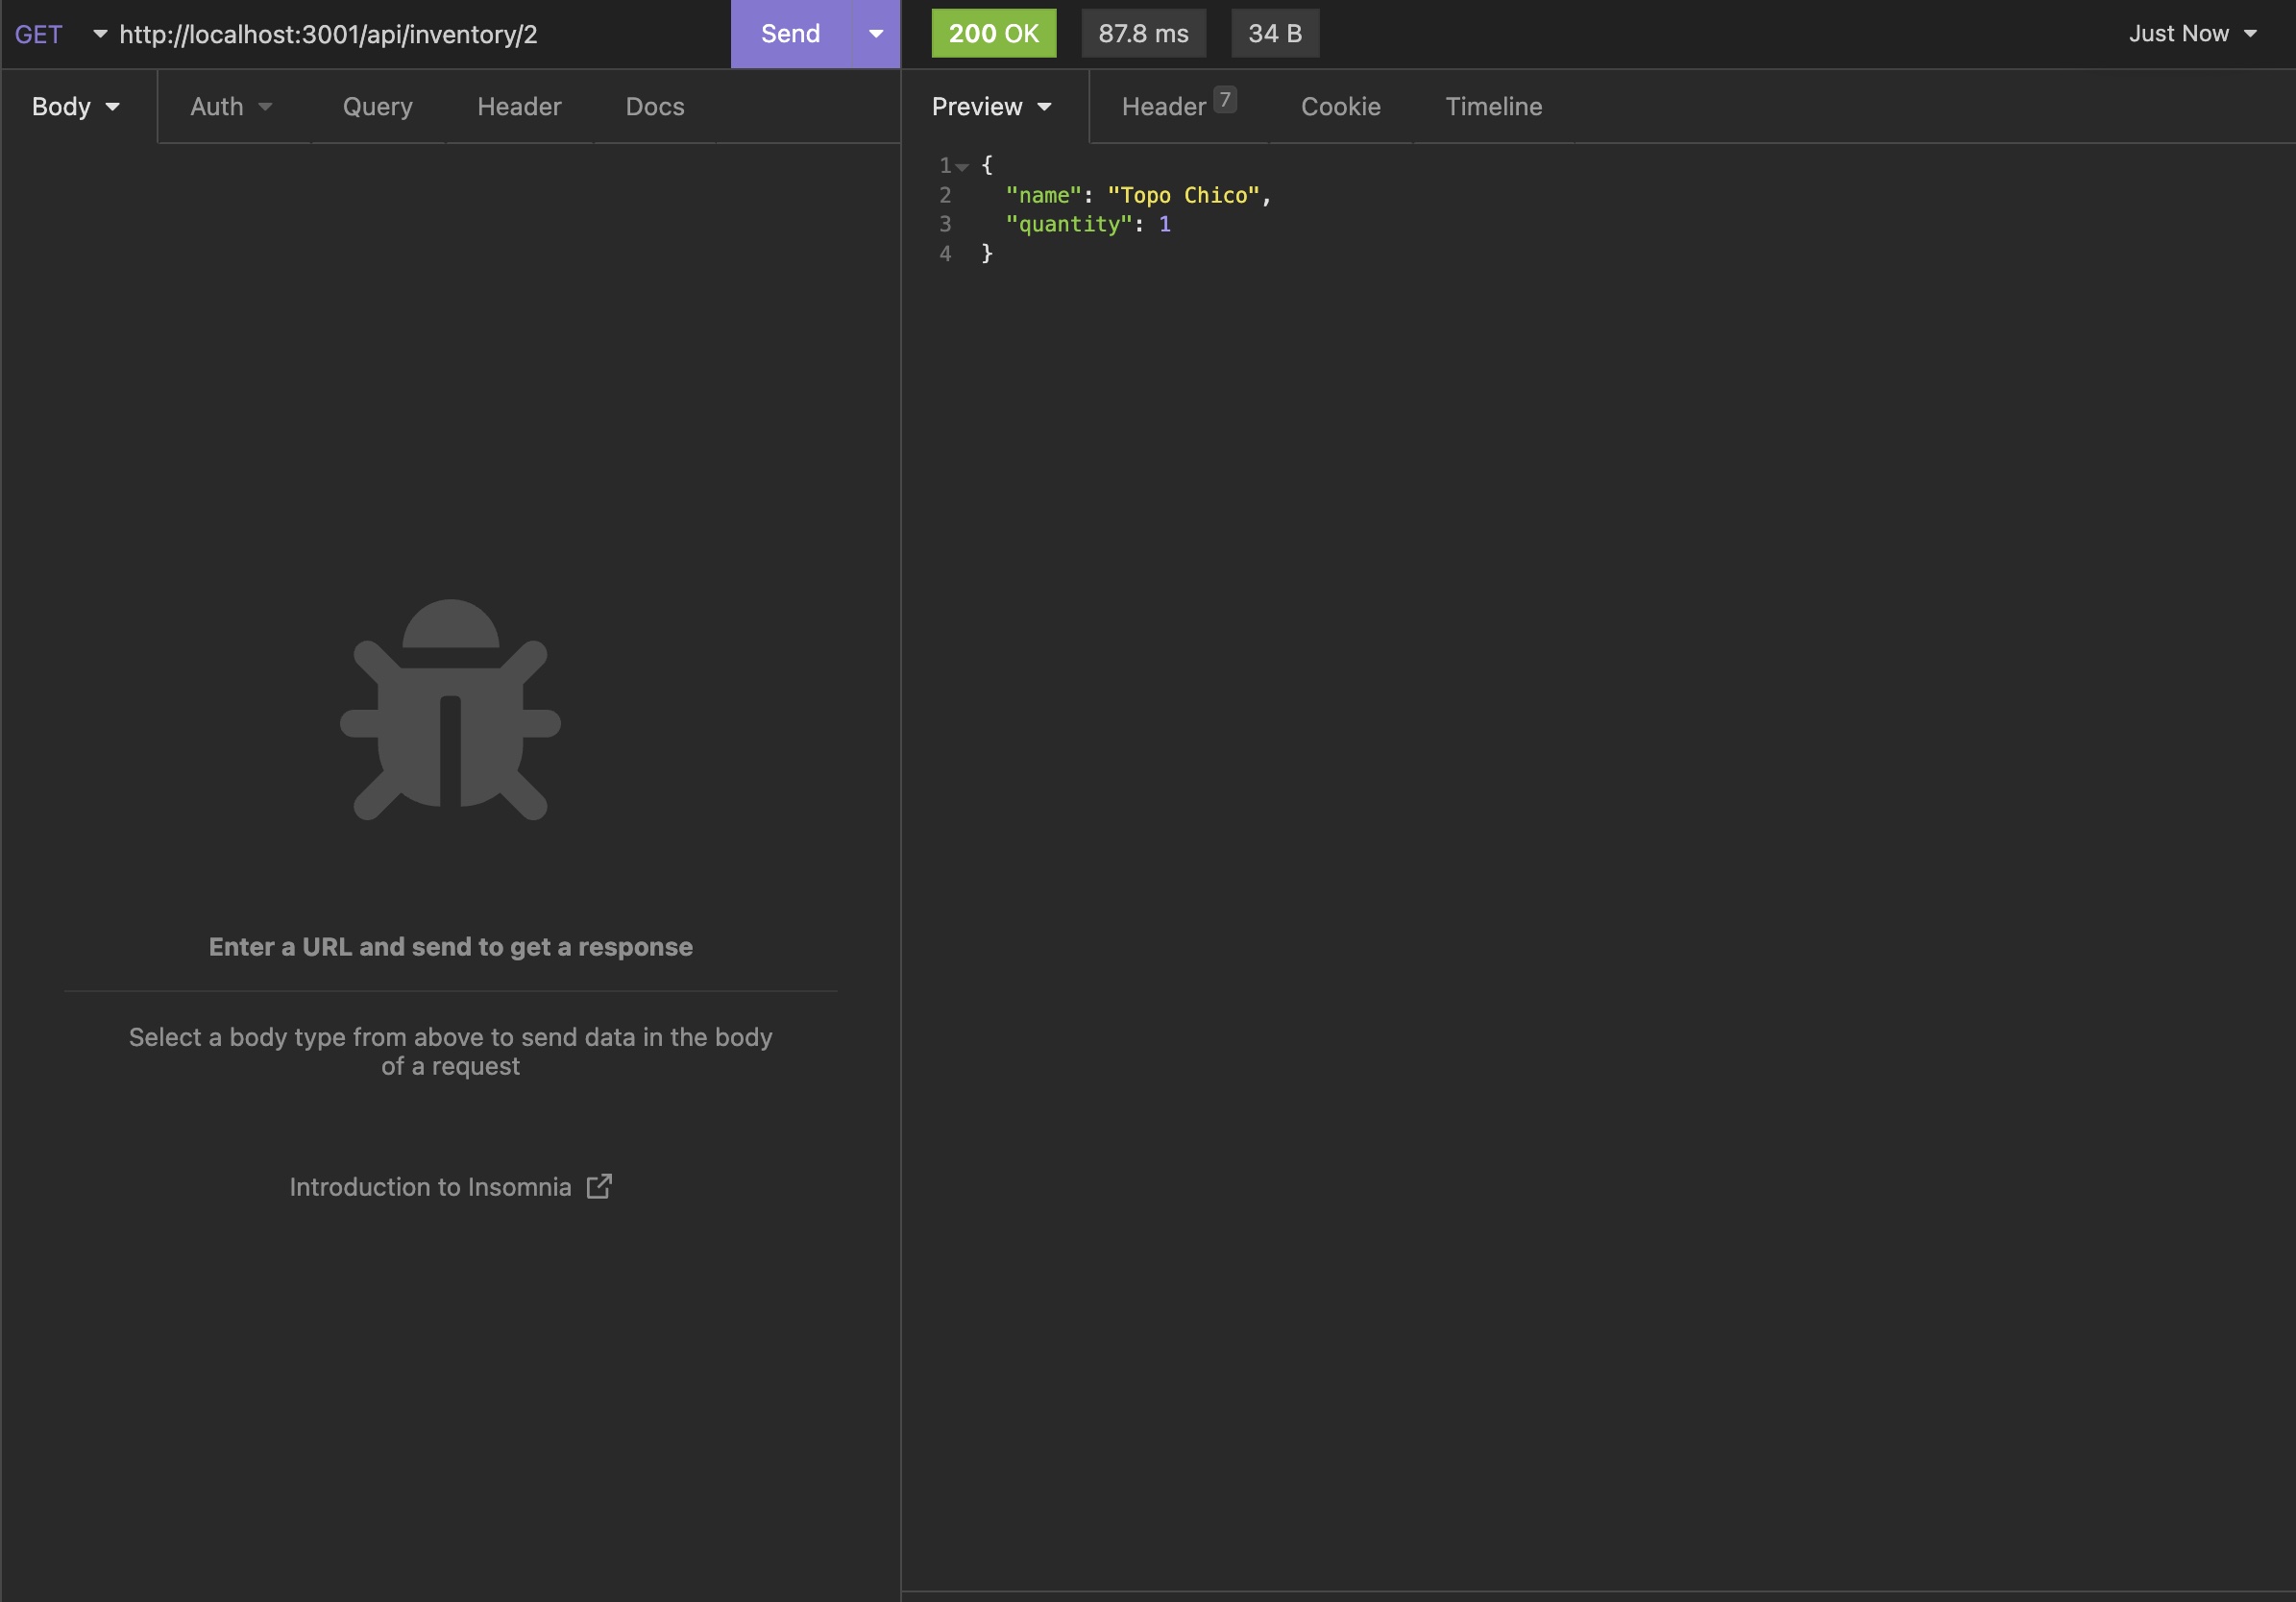 GET http://localhost:3001/api/inventory/2 Send
200 OK 87.8 ms 34 B Just Now
Body Auth Query Header Docs
Preview Header 7 Cookie Timeline
1 {
2 "name": "Topo Chico",
3 "quantity": 1
4 }
Enter a URL and send to get a response
Select a body type from above to send data in the body
of a request
Introduction to Insomnia